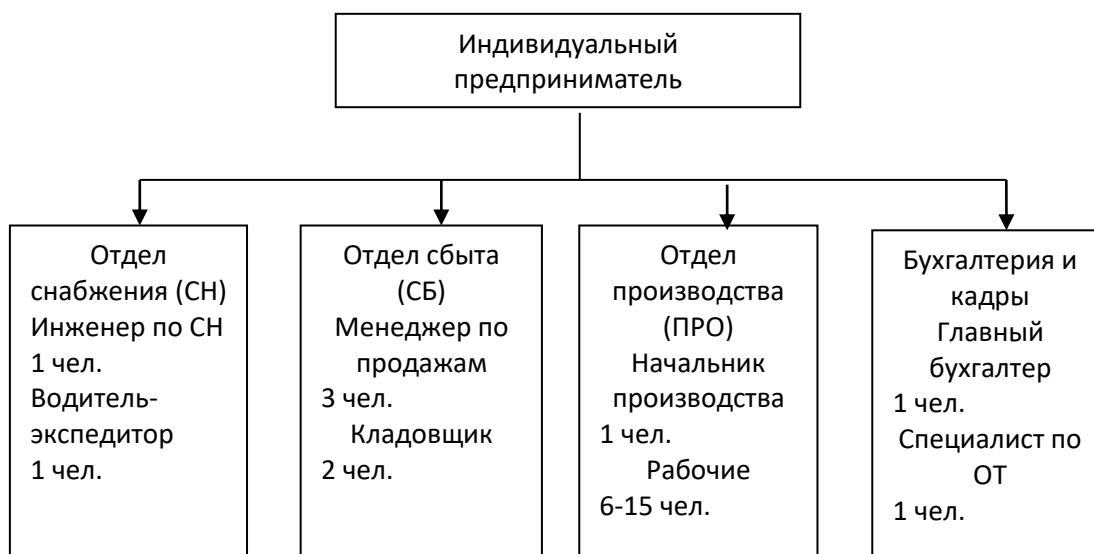 Индивидуальный
предприниматель
Отдел
снабжения (СН)
Инженер по СН
1 чел.
Водитель-
экспедитор
1 чел.
Отдел сбыта
(СБ)
Менеджер по
продажам
3 чел.
Кладовщик
2 чел.
Отдел
производства
(ПРО)
Начальник
производства
1 чел.
Рабочие
6-15 чел.
Бухгалтерия и
кадры
Главный
бухгалтер
1 чел.
Специалист по
ОТ
1 чел.